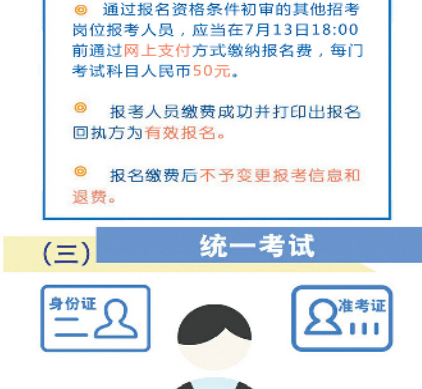 通过报名资格条件初审的其他招考
岗位报考人员，应当在7月13日18:00
前通过网上支付方式缴纳报名费，每门
考试科目人民币50元。
报考人员缴费成功并打印出报名
回执方为有效报名。
报名缴费后不予变更报考信息和
退费。
（三） 统一考试
身份证
准考证